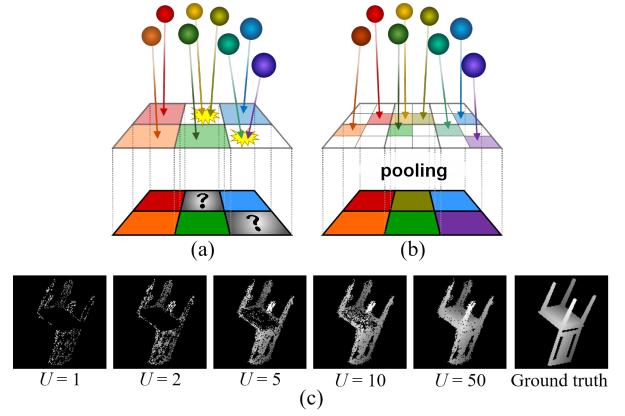 ? ?
(a)
pooling
(b)
U = 1 U = 2 U = 5 U = 10 U = 50 Ground truth
(c)